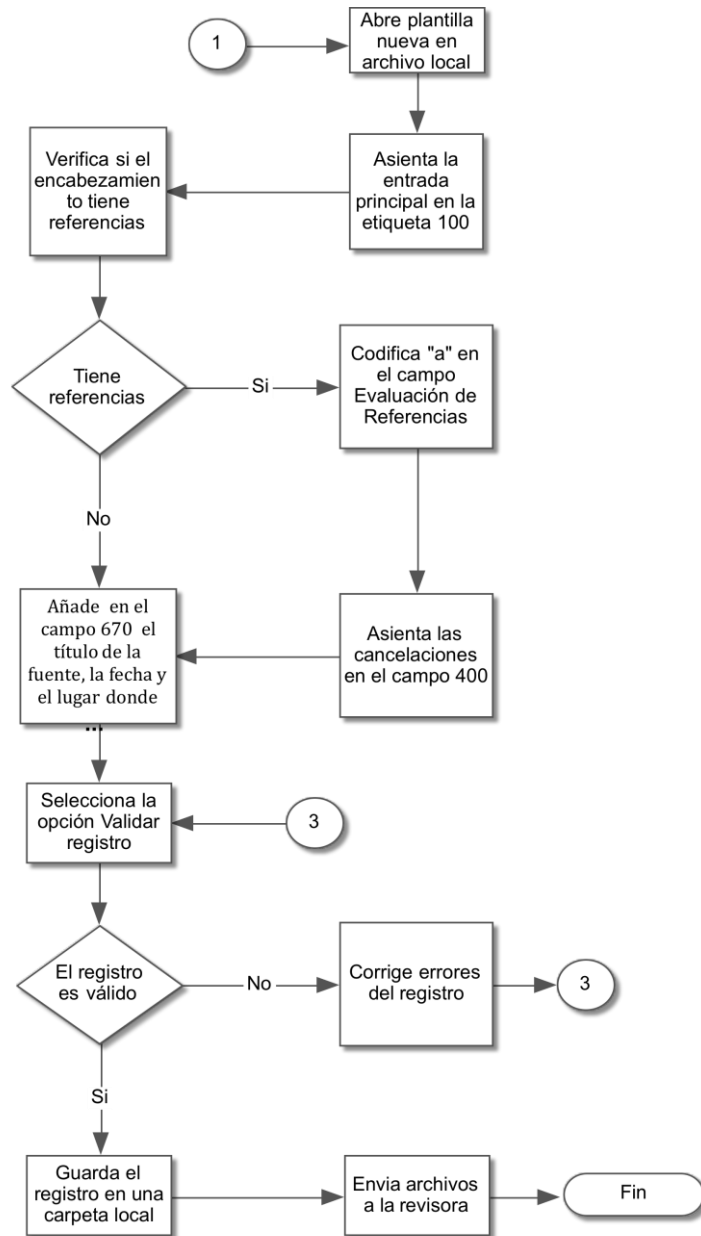 1
Abre plantilla
nueva en
archivo local
Asienta la
entrada
principal en la
etiqueta 100
Verifica si el
encabezamien
to tiene
referencias
Tiene
referencias
Si
Codifica "a" en
el campo
Evaluación de
Referencias
No
Asienta las
cancelaciones
en el campo 400
Añade en el
campo 670 el
título de la
fuente, la fecha y
el lugar donde
...
Selecciona la
opción Validar
registro
3
El registro
es válido
No
Corrige errores
del registro
3
Si
Guarda el
registro en una
carpeta local
Envia archivos
a la revisora
Fin